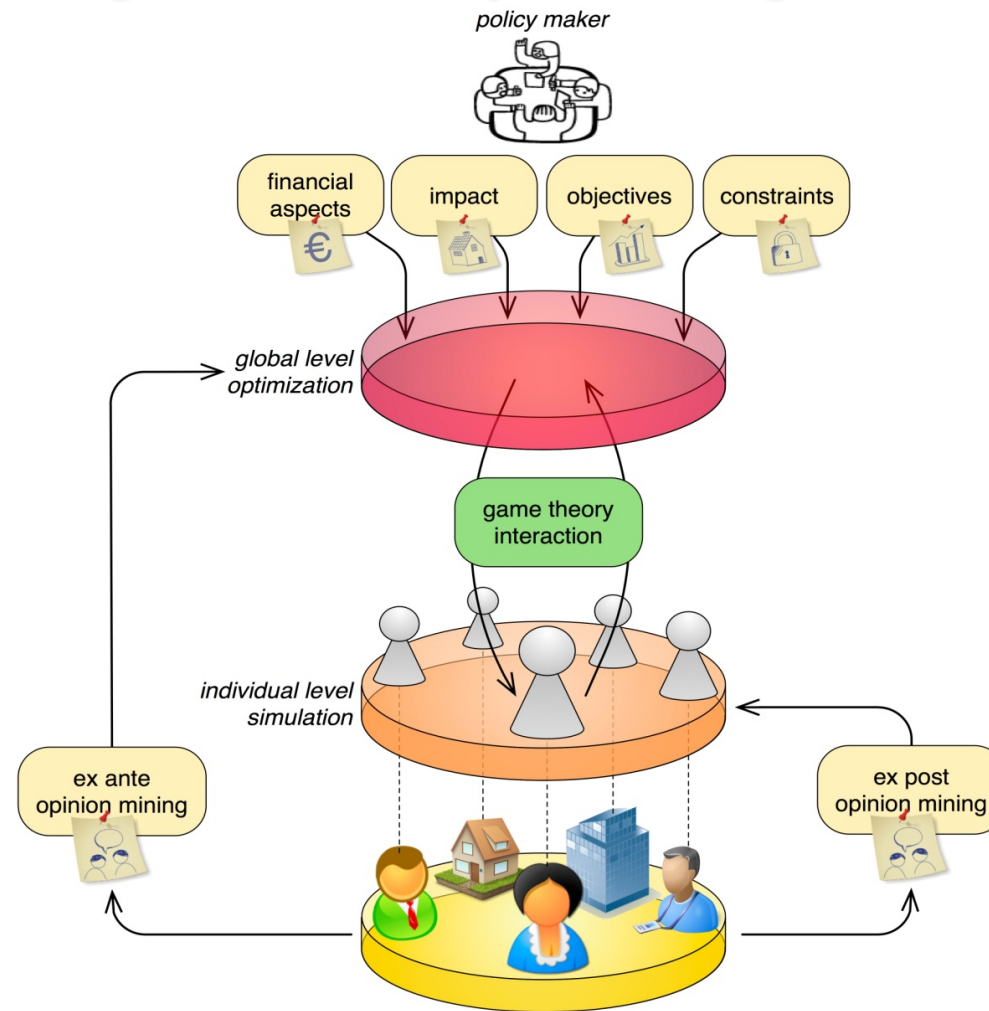 policy maker
financial
aspects
impact
objectives
constraints
€
global level
optimization
game theory
interaction
individual level
simulation
ex ante
opinion mining
ex post
opinion mining